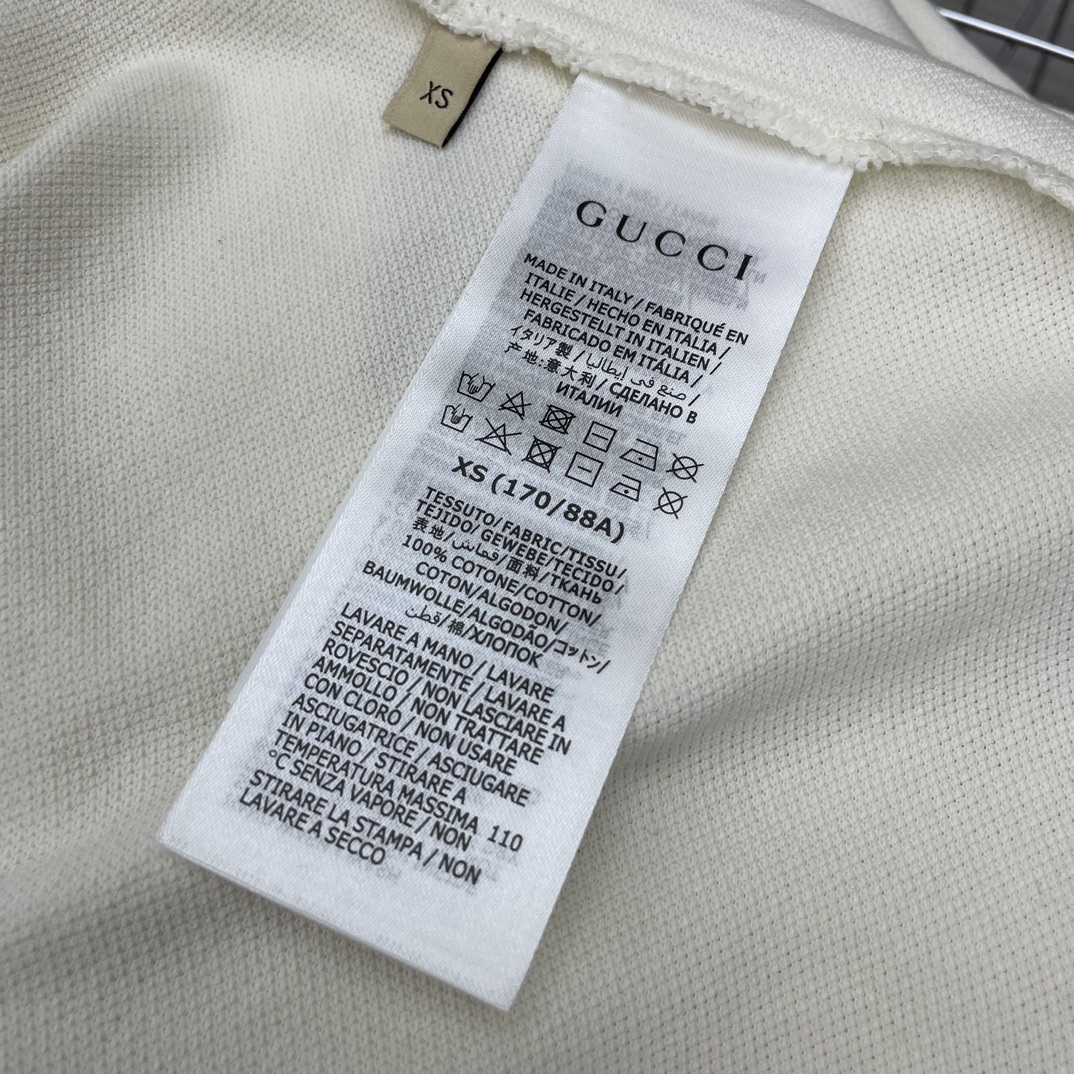 XS
GUCCI
MADE IN ITALY / FABRIQUÉ EN
ITALIE / HECHO EN ITALIA /
HERGESTELLT IN ITALIEN /
FABRICADO EM ITÁLIA /
イタリア製 / صنع في إيطاليا /
产地:意大利 / СДЕЛАНО В
ИТАЛИИ
XS (170/88A)
TESSUTO/FABRIC/TISSU/
TEJIDO/ GEWEBE/TECIDO/
表地/قماش/面料/ТКАНЬ
100% COTONE/COTTON/
COTON/ALGODON/
BAUMWOLLE/ALGODÃO/コットン/
قطن/棉/ХЛОПОК
LAVARE A MANO / LAVARE
SEPARATAMENTE / LAVARE A
ROVESCIO / NON LASCIARE IN
AMMOLLO / NON TRATTARE
CON CLORO / NON USARE
ASCIUGATRICE / ASCIUGARE
IN PIANO / STIRARE A
TEMPERATURA MASSIMA 110
°C SENZA VAPORE / NON
STIRARE LA STAMPA / NON
LAVARE A SECCO